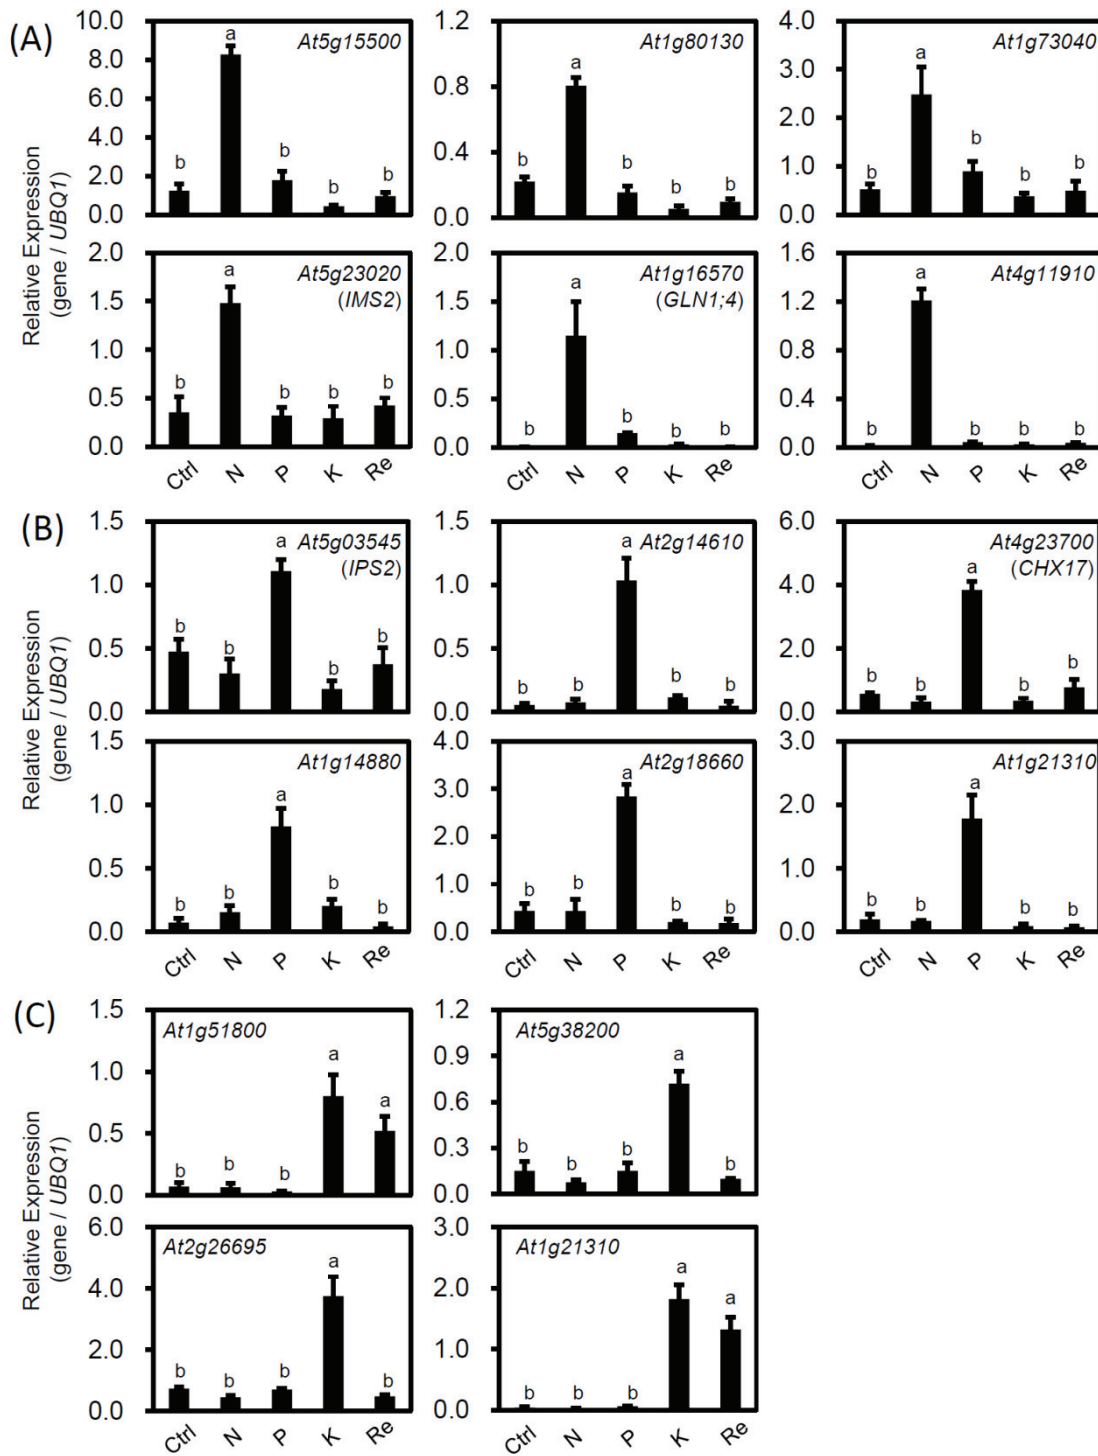 (A)
Relative Expression
(gene / UBQ1)
10.0
8.0
6.0
4.0
2.0
0.0
At5g15500
b
a
b
b
b
1.2
0.8
0.4
0.0
At1g80130
b
a
b
b
b
4.0
3.0
2.0
1.0
0.0
At1g73040
b
a
b
b
b
2.0
1.5
1.0
0.5
0.0
At5g23020
(IMS2)
b
a
b
b
b
Ctrl
N
P
K
Re
2.0
1.5
1.0
0.5
0.0
At1g16570
(GLN1;4)
b
a
b
b
b
Ctrl
N
P
K
Re
1.6
1.2
0.8
0.4
0.0
At4g11910
b
a
b
b
b
Ctrl
N
P
K
Re
(B)
Relative Expression
(gene / UBQ1)
1.5
1.0
0.5
0.0
At5g03545
(IPS2)
b
b
a
b
b
1.5
1.0
0.5
0.0
At2g14610
b
b
a
b
b
6.0
4.0
2.0
0.0
At4g23700
(CHX17)
b
b
a
b
b
1.5
1.0
0.5
0.0
At1g14880
b
b
a
b
b
Ctrl
N
P
K
Re
4.0
3.0
2.0
1.0
0.0
At2g18660
b
b
a
b
b
Ctrl
N
P
K
Re
3.0
2.0
1.0
0.0
At1g21310
b
b
a
b
b
Ctrl
N
P
K
Re
(C)
Relative Expression
(gene / UBQ1)
1.5
1.0
0.5
0.0
At1g51800
b
b
b
a
a
1.2
0.9
0.6
0.3
0.0
At5g38200
b
b
b
a
b
6.0
4.0
2.0
0.0
At2g26695
b
b
b
a
b
Ctrl
N
P
K
Re
3.0
2.0
1.0
0.0
At1g21310
b
b
b
a
a
Ctrl
N
P
K
Re